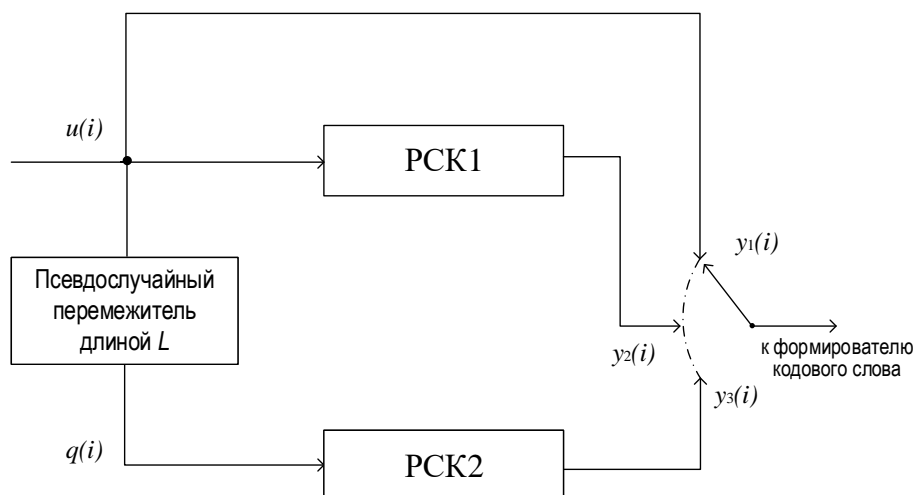 u(i)
РСК1
y1(i)
Псевдослучайный
перемежитель
длиной L
y2(i)
к формирователю
кодового слова
y3(i)
q(i)
РСК2